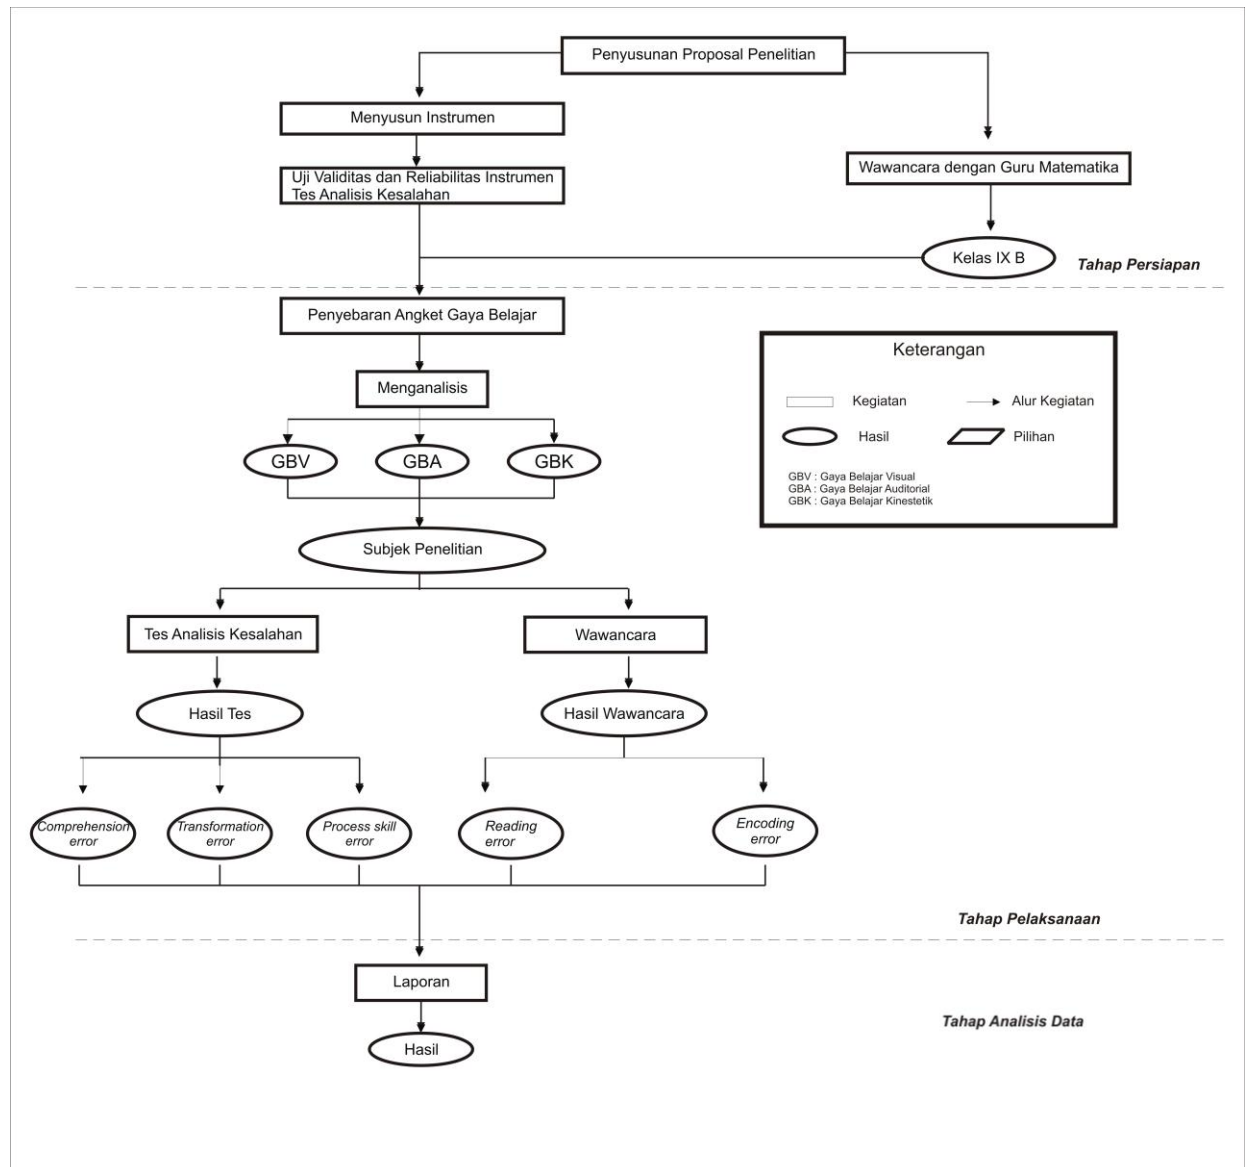 Penyusunan Proposal Penelitian
Menyusun Instrumen
Uji Validitas dan Reliabilitas Instrumen
Tes Analisis Kesalahan
Wawancara dengan Guru Matematika
Kelas IX B
Tahap Persiapan
Penyebaran Angket Gaya Belajar
Menganalisis
GBV
GBA
GBK
Keterangan
Kegiatan
Alur Kegiatan
Hasil
Pilihan
GBV : Gaya Belajar Visual
GBA : Gaya Belajar Auditorial
GBK : Gaya Belajar Kinestetik
Subjek Penelitian
Tes Analisis Kesalahan
Wawancara
Hasil Tes
Hasil Wawancara
Comprehension
error
Transformation
error
Process skill
error
Reading
error
Encoding
error
Tahap Pelaksanaan
Laporan
Tahap Analisis Data
Hasil